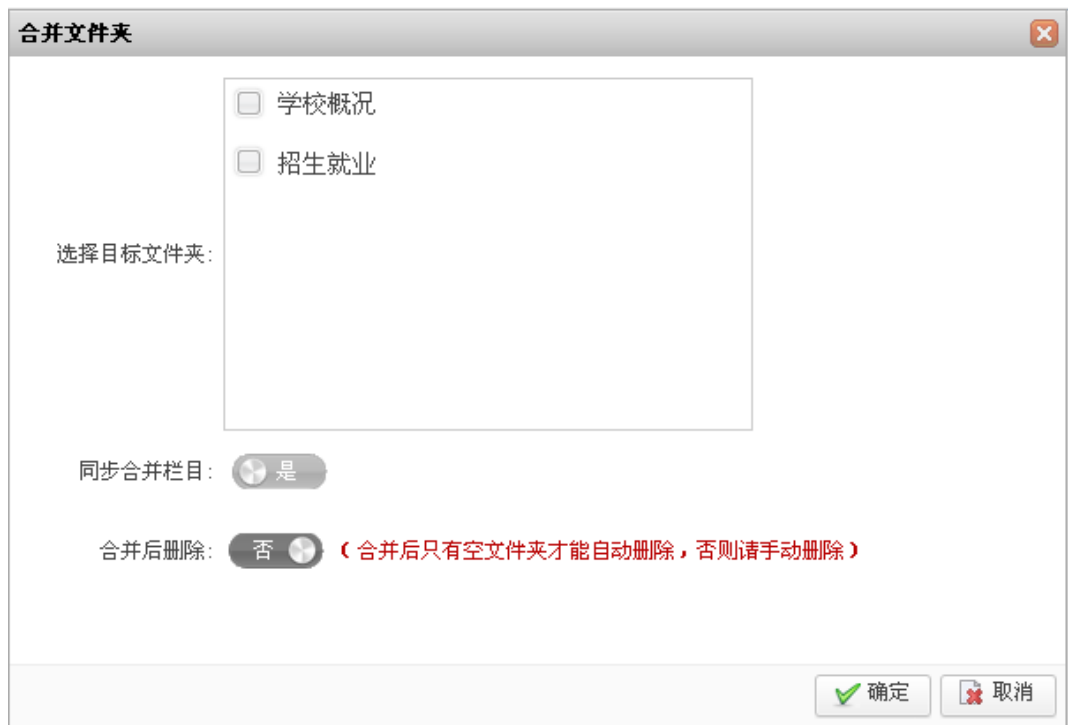 合并文件夹
学校概况
招生就业
选择目标文件夹:
同步合并栏目: 是
合并后删除: 否 (合并后只有空文件夹才能自动删除，否则请手动删除)
确定 取消